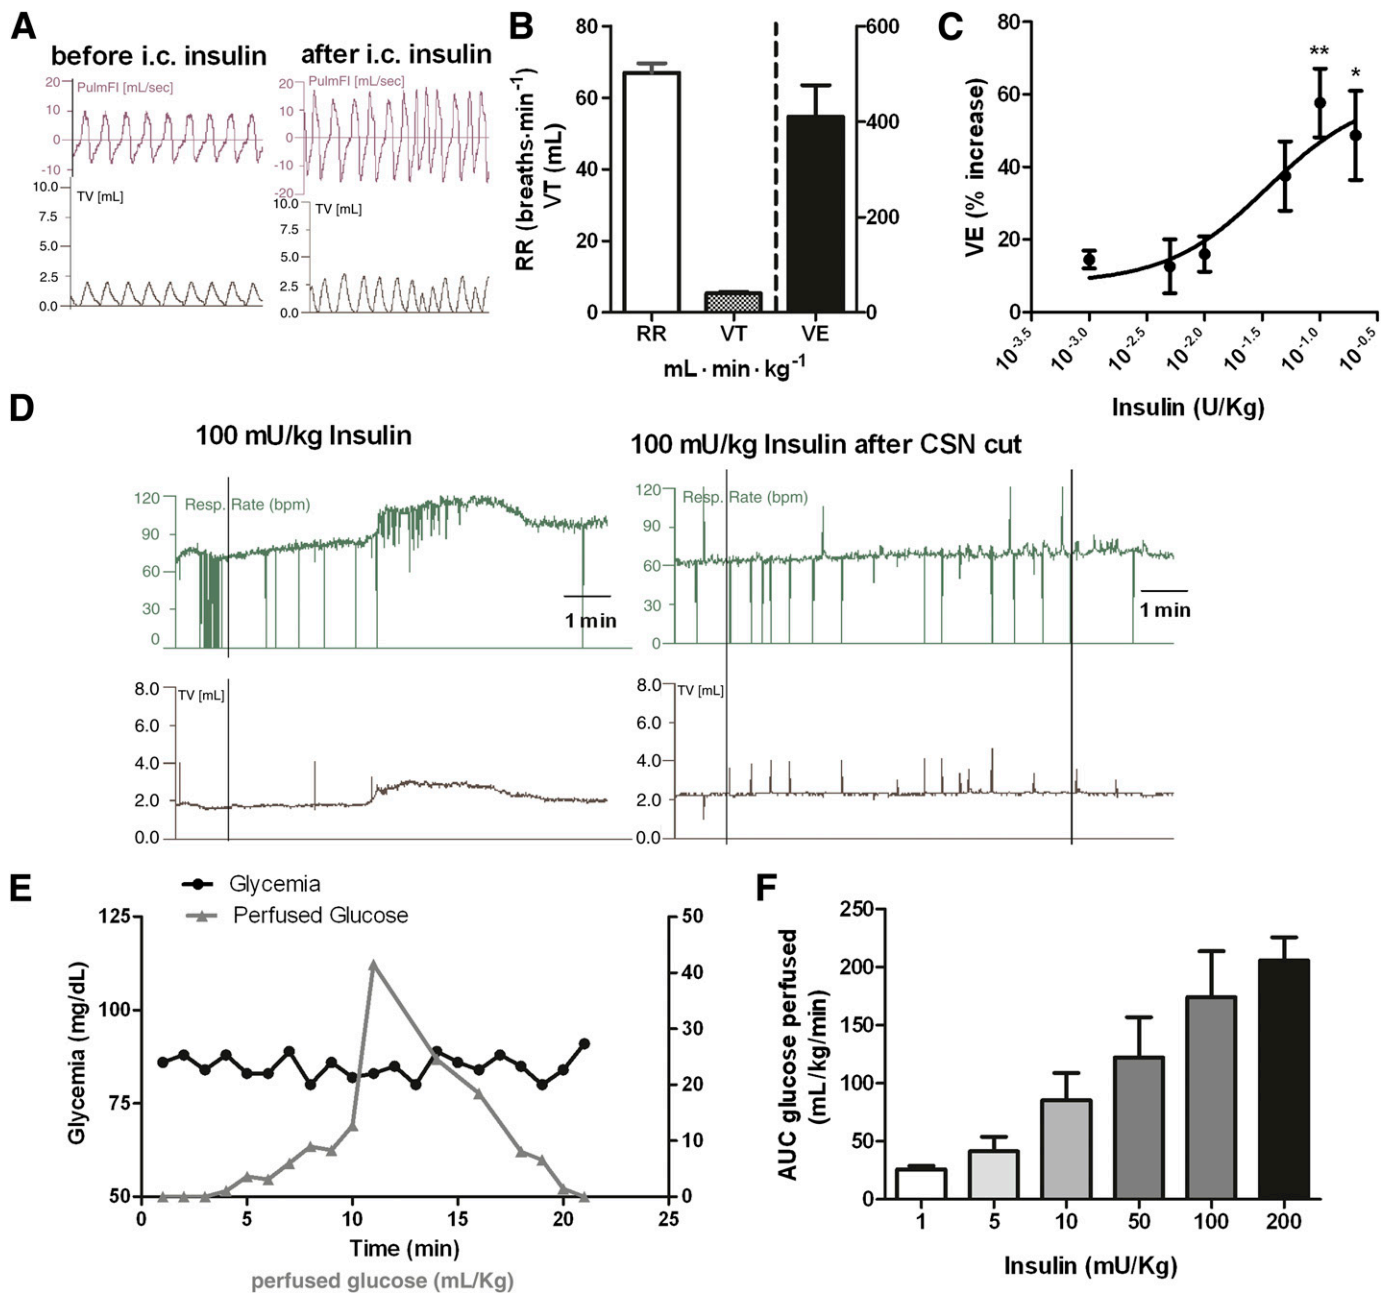 A
before i.c. insulin
after i.c. insulin
PulmFl [mL/sec]
20
10
0
-10
TV [mL]
10.0
7.5
5.0
2.5
0.0
PulmFl [mL/sec]
20
10
0
-10
-20
TV [mL]
10.0
7.5
5.0
2.5
0.0
B
RR (breaths·min-1)
VT (mL)
80
60
40
20
0
600
400
200
0
RR VT VE
mL · min · kg-1
C
VE (% increase)
80
60
40
20
0
**
*
10-3.5 10-3.0 10-2.5 10-2.0 10-1.5 10-1.0 10-0.5
Insulin (U/Kg)
D
100 mU/kg Insulin
Resp. Rate (bpm)
120
90
60
30
0
1 min
TV [mL]
8.0
6.0
4.0
2.0
0.0
100 mU/kg Insulin after CSN cut
Resp. Rate (bpm)
120
90
60
30
0
1 min
TV [mL]
8.0
6.0
4.0
2.0
0.0
E
Glycemia
Perfused Glucose
Glycemia (mg/dL)
125
100
75
50
50
40
30
20
10
0
0 5 10 15 20 25
Time (min)
perfused glucose (mL/Kg)
F
AUC glucose perfused
(mL/kg/min)
250
200
150
100
50
0
1 5 10 50 100 200
Insulin (mU/Kg)